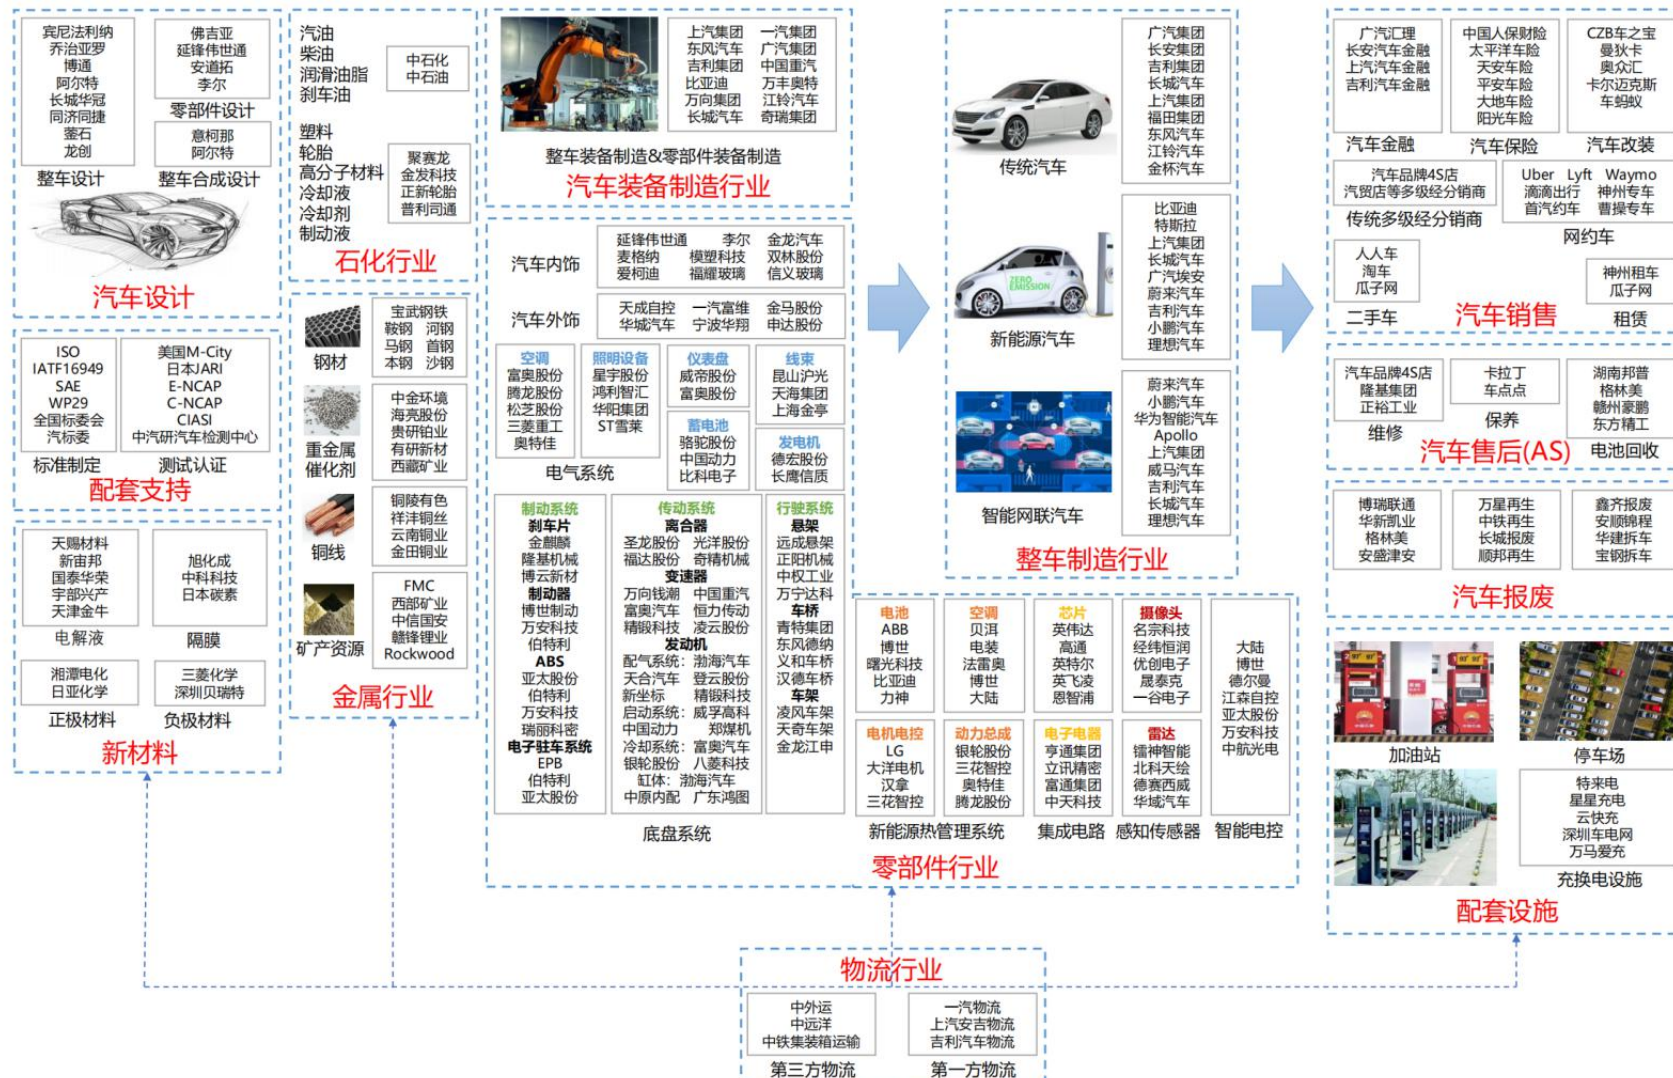 宾尼法利纳
乔治亚罗
博通
阿尔特
长城华冠
同济同捷
蓥石
龙创
整车设计
佛吉亚
延锋伟世通
安道拓
李尔
零部件设计
意柯那
阿尔特
整车合成设计
汽车设计
ISO
IATF16949
SAE
WP29
全国标委会
汽标委
标准制定
美国M-City
日本JARI
E-NCAP
C-NCAP
CIASI
中汽研汽车检测中心
测试认证
配套支持
天赐材料
新宙邦
国泰华荣
宇部兴产
天津金牛
电解液
旭化成
中科科技
日本碳素
隔膜
湘潭电化
日亚化学
正极材料
三菱化学
深圳贝瑞特
负极材料
新材料
汽油
柴油
润滑油脂
刹车油
中石化
中石油
塑料
轮胎
高分子材料
冷却液
冷却剂
制动液
聚赛龙
金发科技
正新轮胎
普利司通
石化行业
钢材
宝武钢铁
鞍钢 河钢
马钢 首钢
本钢 沙钢
重金属
催化剂
中金环境
海亮股份
贵研铂业
有研新材
西藏矿业
铜线
铜陵有色
祥沣铜丝
云南铜业
金田铜业
矿产资源
FMC
西部矿业
中信国安
赣锋锂业
Rockwood
金属行业
上汽集团 一汽集团
东风汽车 广汽集团
吉利集团 中国重汽
比亚迪 万丰奥特
万向集团 江铃汽车
长城汽车 奇瑞集团
整车装备制造&零部件装备制造
汽车装备制造行业
汽车内饰
延锋伟世通 李尔 金龙汽车
麦格纳 模塑科技 双林股份
爱柯迪 福耀玻璃 信义玻璃
汽车外饰
天成自控 一汽富维 金马股份
华城汽车 宁波华翔 申达股份
空调
富奥股份
腾龙股份
松芝股份
三菱重工
奥特佳
照明设备
星宇股份
鸿利智汇
华阳集团
ST雪莱
仪表盘
威帝股份
富奥股份
线束
昆山沪光
天海集团
上海金亭
蓄电池
骆驼股份
中国动力
比科电子
发电机
德宏股份
长鹰信质
电气系统
制动系统
刹车片
金麒麟
隆基机械
博云新材
制动器
博世制动
万安科技
伯特利
ABS
亚太股份
伯特利
万安科技
瑞丽科密
电子驻车系统
EPB
伯特利
亚太股份
传动系统
离合器
圣龙股份 光洋股份
福达股份 奇精机械
变速器
万向钱潮 中国重汽
富奥汽车 恒力传动
精锻科技 凌云股份
发动机
配气系统：渤海汽车
天合汽车 登云股份
新坐标 精锻科技
启动系统：威孚高科
中国动力 郑煤机
冷却系统：富奥汽车
银轮股份 八菱科技
缸体：渤海汽车
中原内配 广东鸿图
行驶系统
悬架
远成悬架
正阳机械
中权工业
万宁达科
车桥
青特集团
东风德纳
义和车桥
汉德车桥
车架
凌风车架
天奇车架
金龙江申
底盘系统
电池
ABB
博世
曙光科技
比亚迪
力神
空调
贝洱
电装
法雷奥
博世
大陆
芯片
英伟达
高通
英特尔
英飞凌
恩智浦
摄像头
名宗科技
经纬恒润
优创电子
晟泰克
一谷电子
电机电控
LG
大洋电机
汉拿
三花智控
动力总成
银轮股份
三花智控
奥特佳
腾龙股份
电子电器
亨通集团
立讯精密
富通集团
中天科技
雷达
镭神智能
北科天绘
德赛西威
华域汽车
大陆
博世
德尔曼
江森自控
亚太股份
万安科技
中航光电
新能源热管理系统
集成电路
感知传感器
智能电控
零部件行业
传统汽车
广汽集团
长安集团
吉利集团
长城汽车
上汽集团
福田集团
东风汽车
江铃汽车
金杯汽车
ZERO
EMISSION
新能源汽车
比亚迪
特斯拉
上汽集团
长城汽车
广汽埃安
蔚来汽车
吉利汽车
小鹏汽车
理想汽车
智能网联汽车
蔚来汽车
小鹏汽车
华为智能汽车
Apollo
上汽集团
威马汽车
吉利汽车
长城汽车
理想汽车
整车制造行业
广汽汇理
长安汽车金融
上汽汽车金融
吉利汽车金融
汽车金融
中国人保财险
太平洋车险
天安车险
平安车险
大地车险
阳光车险
汽车保险
CZB车之宝
曼狄卡
奥众汇
卡尔迈克斯
车蚂蚁
汽车改装
汽车品牌4S店
汽贸店等多级经分销商
传统多级经分销商
Uber Lyft Waymo
滴滴出行 神州专车
首汽约车 曹操专车
网约车
人人车
淘车
瓜子网
二手车
神州租车
瓜子网
租赁
汽车销售
汽车品牌4S店
隆基集团
正裕工业
维修
卡拉丁
车点点
保养
湖南邦普
格林美
赣州豪鹏
东方精工
电池回收
汽车售后(AS)
博瑞联通
华新凯业
格林美
安盛津安
万星再生
中铁再生
长城报废
顺邦再生
鑫齐报废
安顺锦程
华建拆车
宝钢拆车
汽车报废
加油站
停车场
特来电
星星充电
云快充
深圳车电网
万马爱充
充换电设施
配套设施
物流行业
中外运
中远洋
中铁集装箱运输
第三方物流
一汽物流
上汽安吉物流
吉利汽车物流
第一方物流